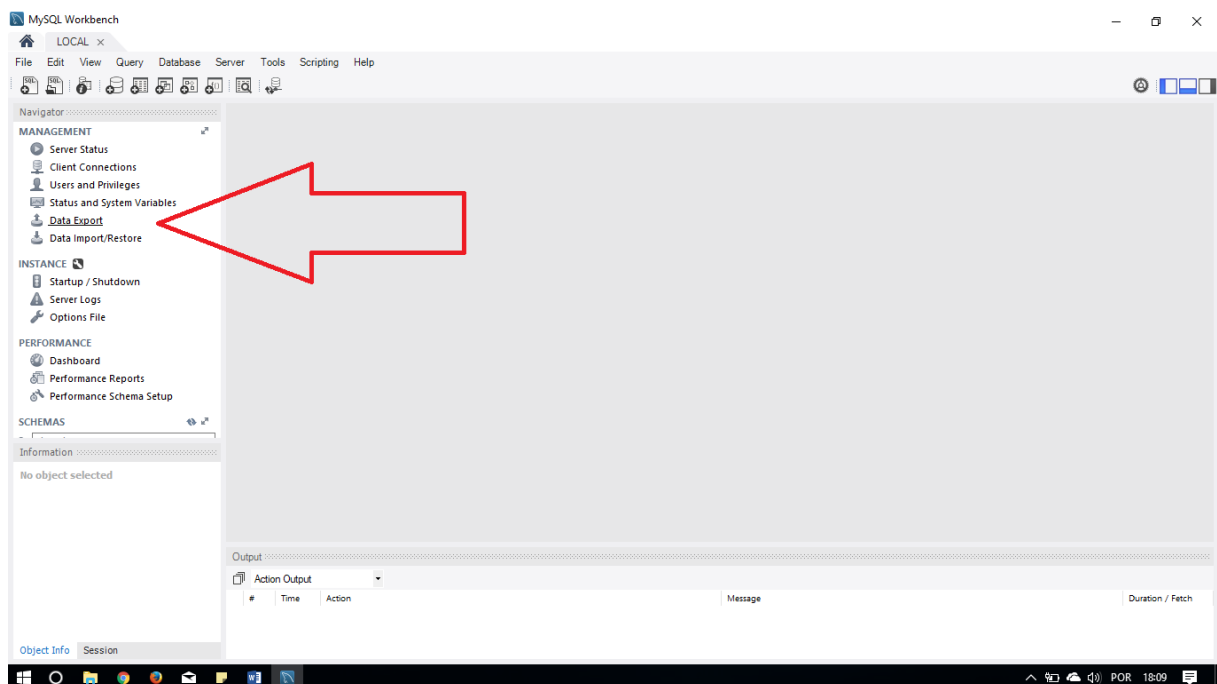 MySQL Workbench
LOCAL
File Edit View Query Database Server Tools Scripting Help
Navigator
MANAGEMENT
Server Status
Client Connections
Users and Privileges
Status and System Variables
Data Export
Data Import/Restore
INSTANCE
Startup / Shutdown
Server Logs
Options File
PERFORMANCE
Dashboard
Performance Reports
Performance Schema Setup
SCHEMAS
Information
No object selected
Output
Action Output
# Time Action Message Duration / Fetch
Object Info Session
POR 18:09